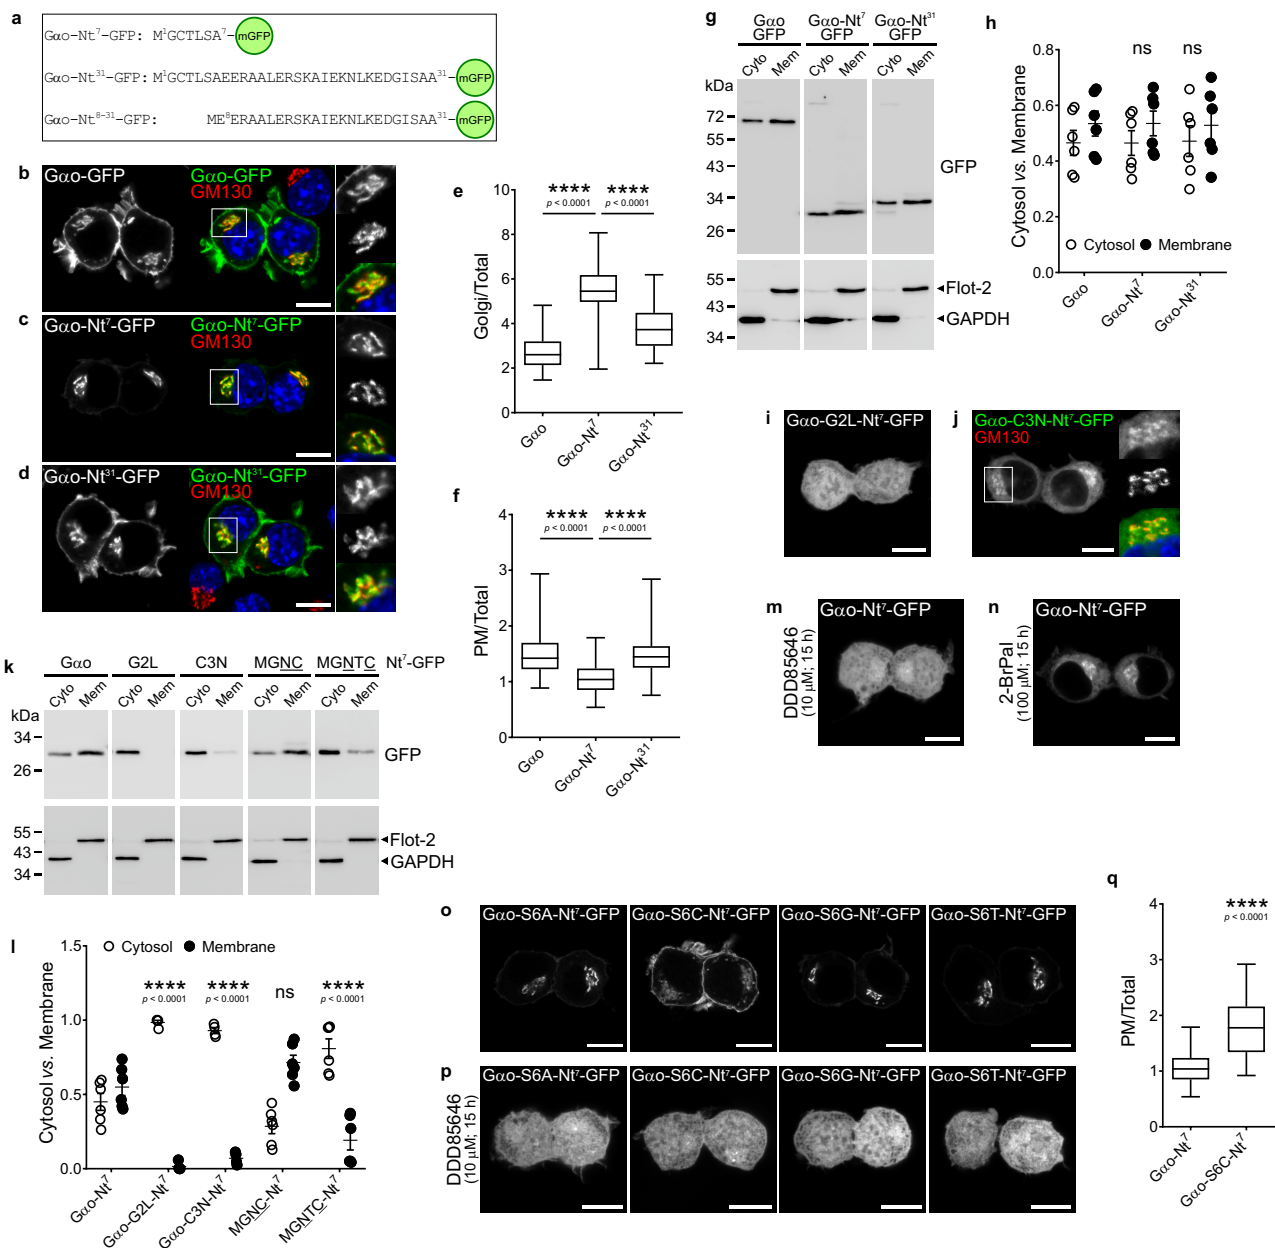 a
Gαo-Nt⁷-GFP: M¹GCTLSA⁷- mGFP
Gαo-Nt³¹-GFP: M¹GCTLSAEERAALERSKAIEKNLKEDGISAA³¹- mGFP
Gαo-Nt⁸⁻³¹-GFP: ME⁸ERAALERSKAIEKNLKEDGISAA³¹- mGFP
b
Gαo-GFP
Gαo-GFP
GM130
c
Gαo-Nt⁷-GFP
Gαo-Nt⁷-GFP
GM130
d
Gαo-Nt³¹-GFP
Gαo-Nt³¹-GFP
GM130
e
Golgi/Total
10
8
6
4
2
0
****
p < 0.0001
****
p < 0.0001
Gαo
Gαo-Nt⁷
Gαo-Nt³¹
f
PM/Total
4
3
2
1
0
****
p < 0.0001
****
p < 0.0001
Gαo
Gαo-Nt⁷
Gαo-Nt³¹
g
Gαo GFP
Gαo-Nt⁷ GFP
Gαo-Nt³¹ GFP
Cyto Mem Cyto Mem Cyto Mem
kDa
72
55
43
34
26
GFP
55
43
34
Flot-2
GAPDH
h
Cytosol vs. Membrane
0.8
0.6
0.4
0.2
0.0
ns
ns
Cytosol
Membrane
Gαo
Gαo-Nt⁷
Gαo-Nt³¹
i
Gαo-G2L-Nt⁷-GFP
j
Gαo-C3N-Nt⁷-GFP
GM130
k
Gαo G2L C3N MGNC MGNTC Nt⁷-GFP
Cyto Mem Cyto Mem Cyto Mem Cyto Mem Cyto Mem
kDa
34
26
GFP
55
43
34
Flot-2
GAPDH
l
Cytosol vs. Membrane
1.5
1.0
0.5
0.0
Cytosol
Membrane
****
p < 0.0001
****
p < 0.0001
ns
****
p < 0.0001
Gαo-Nt⁷
Gαo-G2L-Nt⁷
Gαo-C3N-Nt⁷
MGNC-Nt⁷
MGNTC-Nt⁷
m
Gαo-Nt⁷-GFP
DDD85646
(10 µM; 15 h)
n
Gαo-Nt⁷-GFP
2-BrPal
(100 µM; 15 h)
o
Gαo-S6A-Nt⁷-GFP
Gαo-S6C-Nt⁷-GFP
Gαo-S6G-Nt⁷-GFP
Gαo-S6T-Nt⁷-GFP
p
Gαo-S6A-Nt⁷-GFP
Gαo-S6C-Nt⁷-GFP
Gαo-S6G-Nt⁷-GFP
Gαo-S6T-Nt⁷-GFP
DDD85646
(10 µM; 15 h)
q
PM/Total
4
3
2
1
0
****
p < 0.0001
Gαo-Nt⁷
Gαo-S6C-Nt⁷